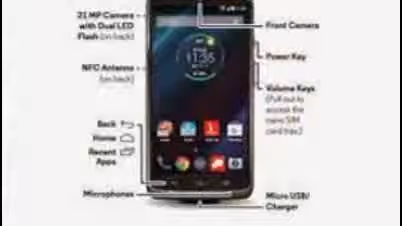 21 MP Camera
with Dual LED
Flash (on back)
NFC Antenna
(on back)
Back
Home
Recent
Apps
Microphones
Front Camera
Power Key
Volume Keys
(Pull out to
access the
nano SIM
card tray.)
Micro USB/
Charger